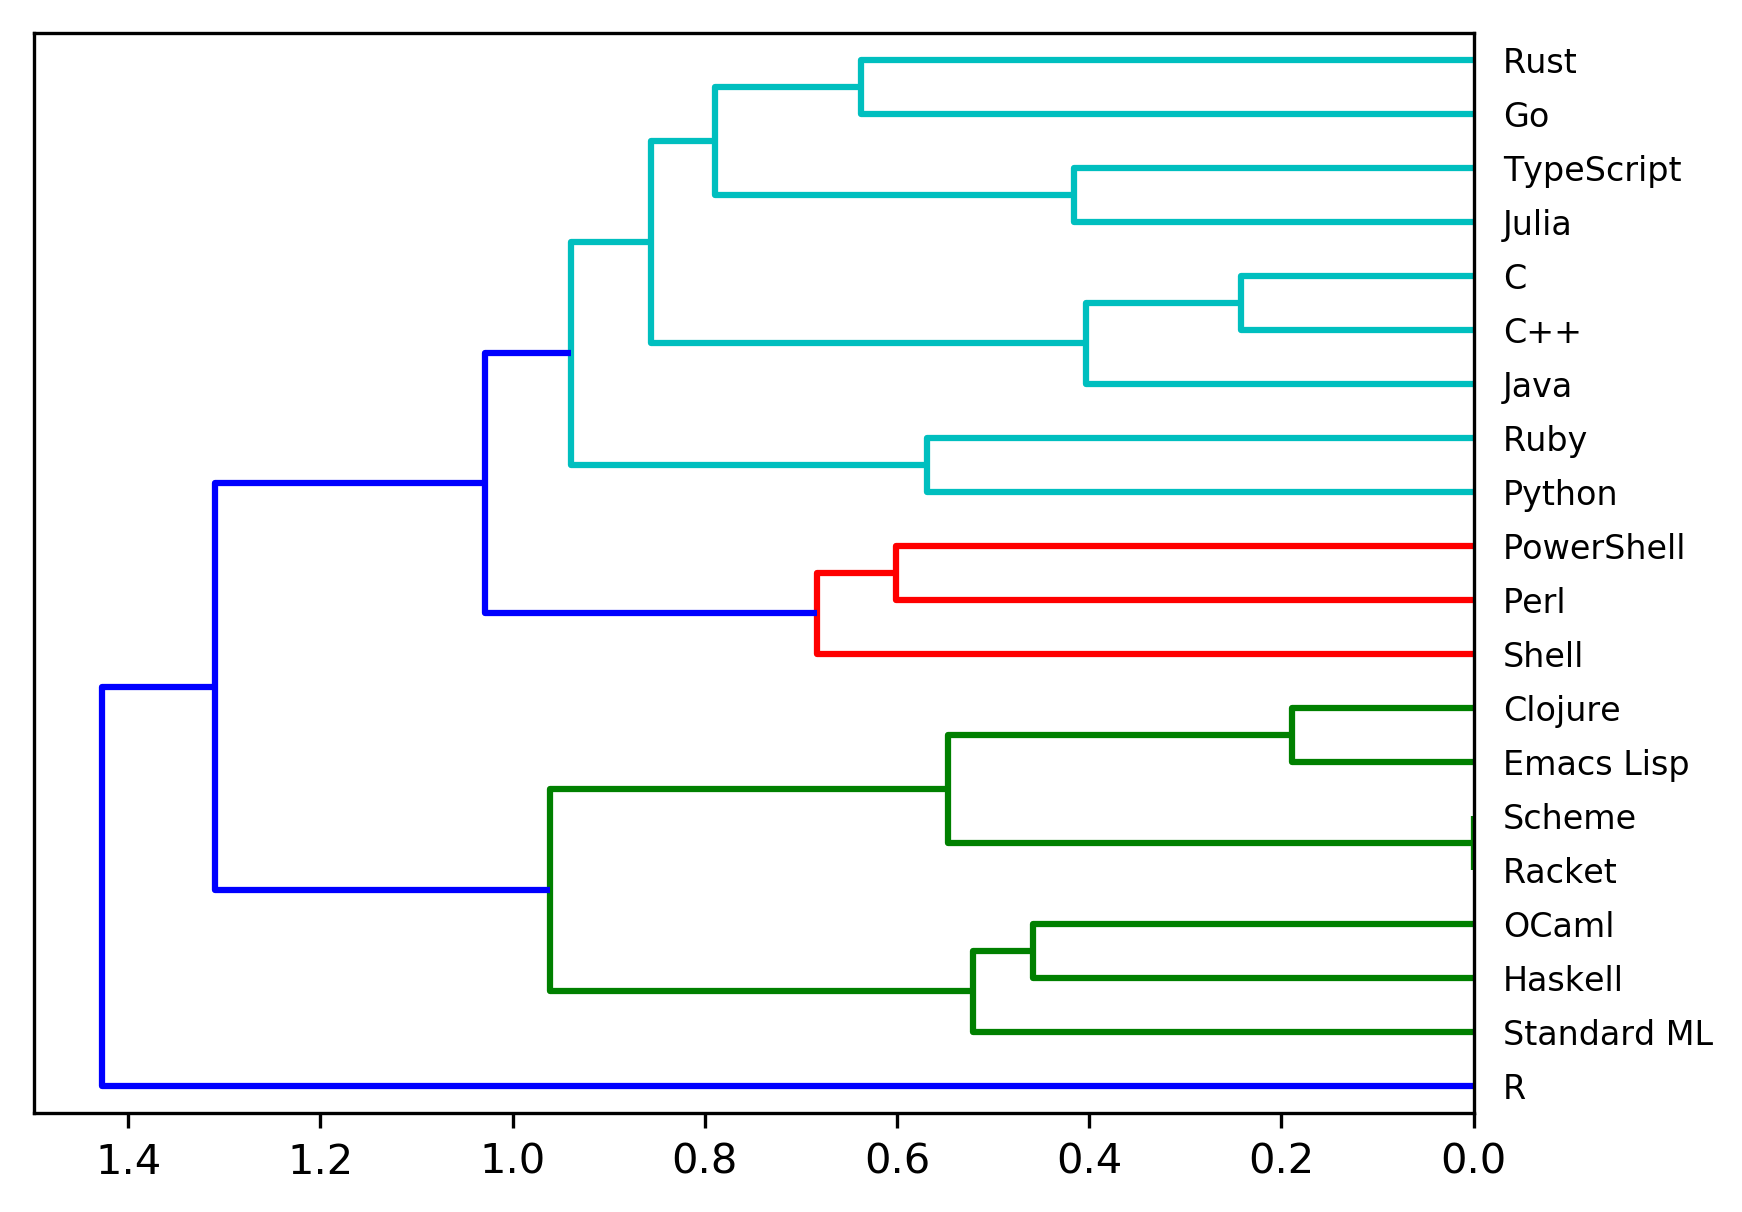 Rust
Go
TypeScript
Julia
C
C++
Java
Ruby
Python
PowerShell
Perl
Shell
Clojure
Emacs Lisp
Scheme
Racket
OCaml
Haskell
Standard ML
R
1.4 1.2 1.0 0.8 0.6 0.4 0.2 0.0